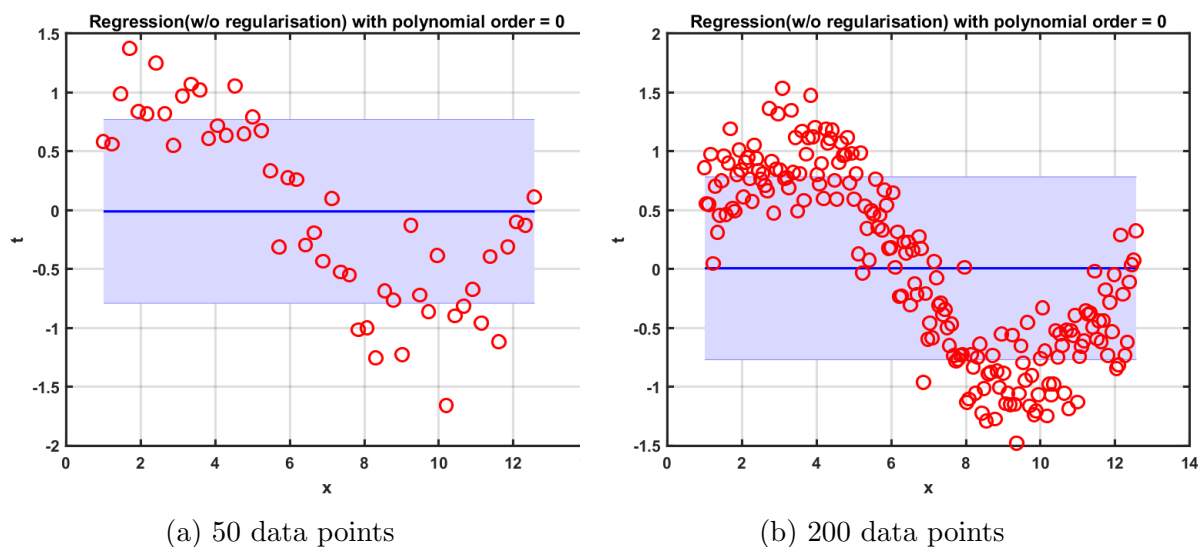 Regression(w/o regularisation) with polynomial order = 0
1.5
1
0.5
0
-0.5
-1
-1.5
-2
t
0 2 4 6 8 10 12
x
(a) 50 data points
Regression(w/o regularisation) with polynomial order = 0
2
1.5
1
0.5
0
-0.5
-1
-1.5
t
0 2 4 6 8 10 12 14
x
(b) 200 data points